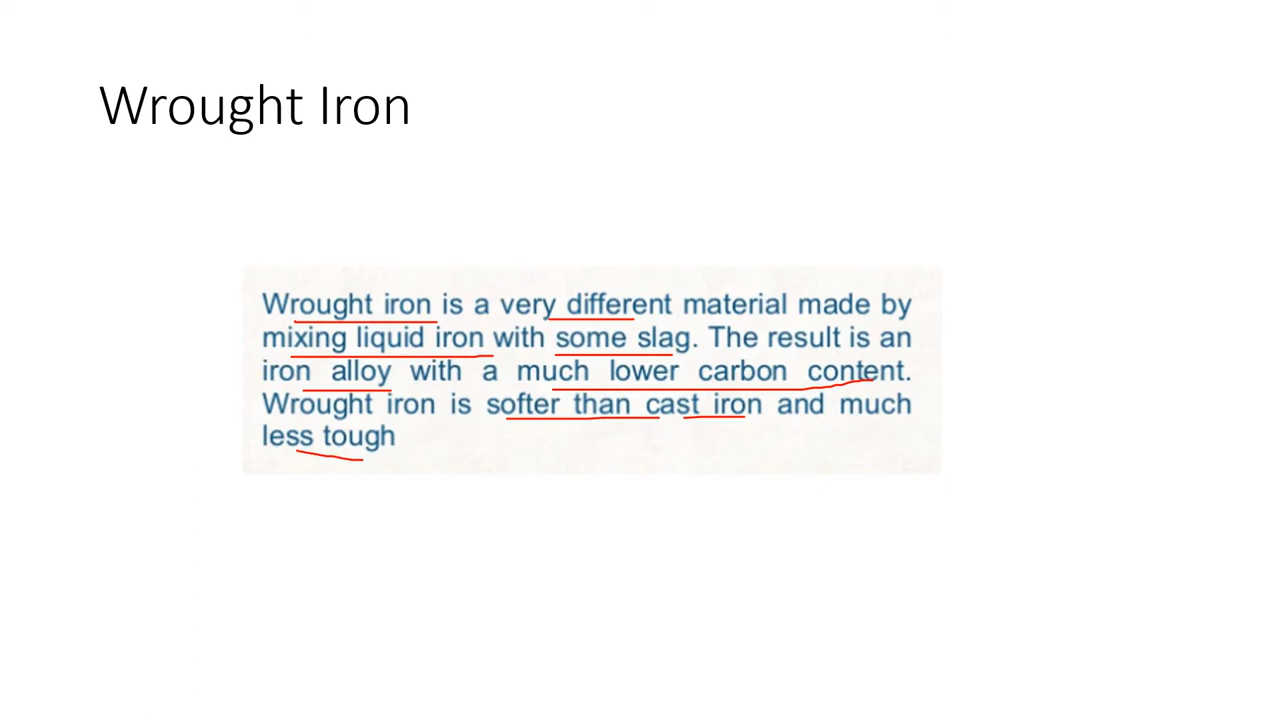 Wrought Iron
Wrought iron is a very different material made by
mixing liquid iron with some slag. The result is an
iron alloy with a much lower carbon content.
Wrought iron is softer than cast iron and much
less tough